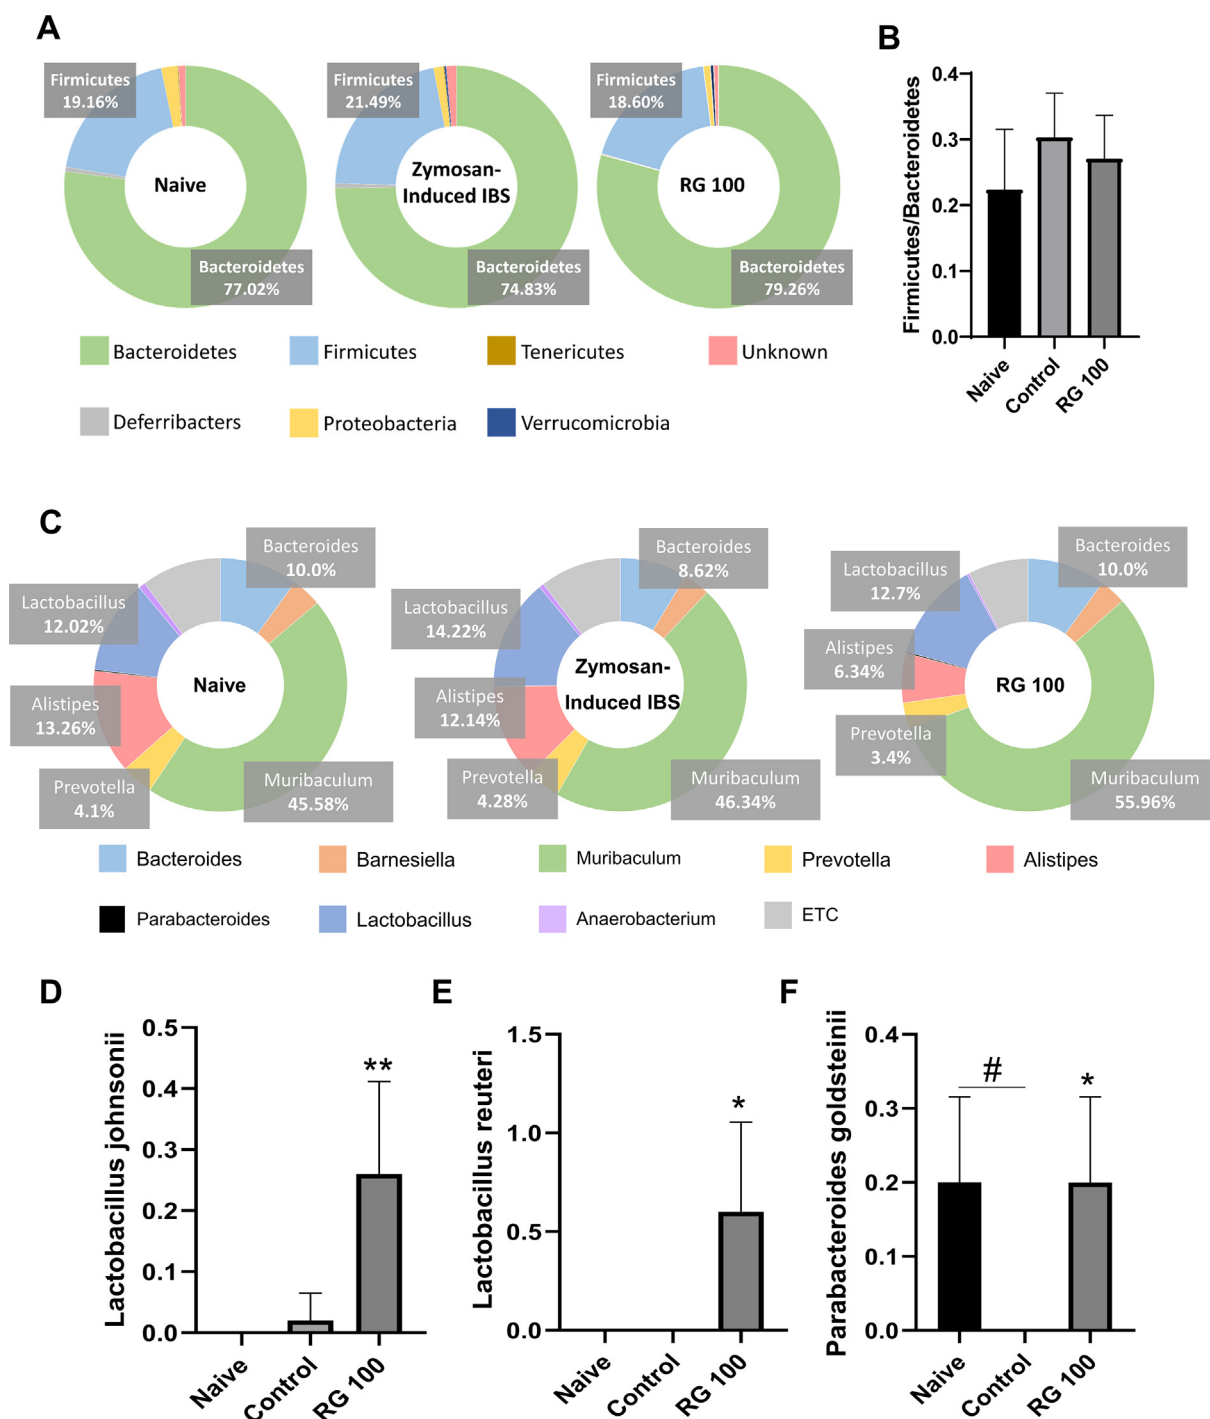 A
Firmicutes
19.16%
Naive
Bacteroidetes
77.02%
Firmicutes
21.49%
Zymosan-
Induced IBS
Bacteroidetes
74.83%
Firmicutes
18.60%
RG 100
Bacteroidetes
79.26%
Bacteroidetes
Firmicutes
Tenericutes
Unknown
Deferribacters
Proteobacteria
Verrucomicrobia
B
Firmicutes/Bacteroidetes
0.4
0.3
0.2
0.1
0.0
Naive
Control
RG 100
C
Bacteroides
10.0%
Lactobacillus
12.02%
Naive
Alistipes
13.26%
Prevotella
4.1%
Muribaculum
45.58%
Bacteroides
8.62%
Lactobacillus
14.22%
Zymosan-
Induced IBS
Alistipes
12.14%
Prevotella
4.28%
Muribaculum
46.34%
Bacteroides
10.0%
Lactobacillus
12.7%
Alistipes
6.34%
RG 100
Prevotella
3.4%
Muribaculum
55.96%
Bacteroides
Barnesiella
Muribaculum
Prevotella
Alistipes
Parabacteroides
Lactobacillus
Anaerobacterium
ETC
D
Lactobacillus johnsonii
0.5
0.4
0.3
0.2
0.1
0.0
**
Naive
Control
RG 100
E
Lactobacillus reuteri
1.5
1.0
0.5
0.0
*
Naive
Control
RG 100
F
Parabacteroides goldsteinii
0.4
0.3
0.2
0.1
0.0
#
*
Naive
Control
RG 100